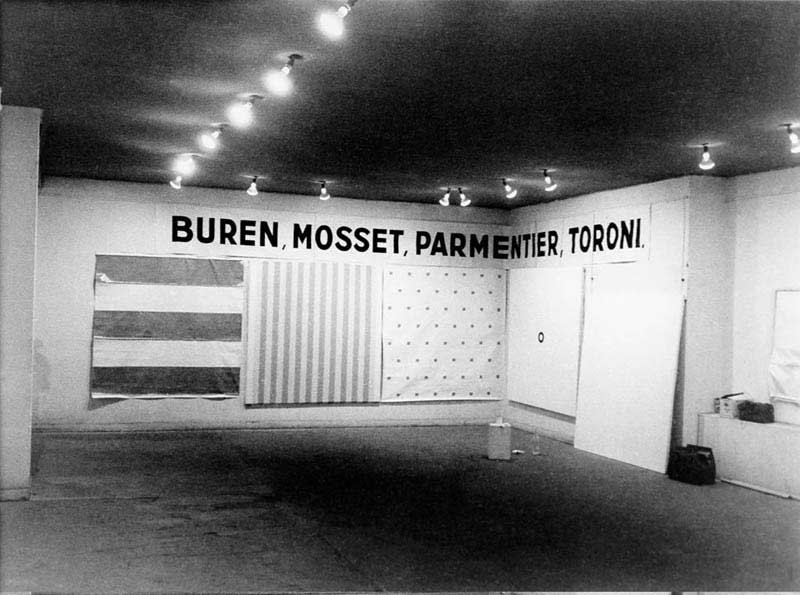 BUREN, MOSSET, PARMENTIER, TORONI.